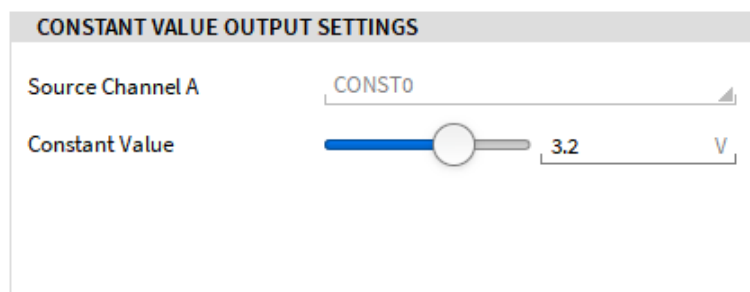 CONSTANT VALUE OUTPUT SETTINGS
Source Channel A CONST0
Constant Value 3.2 V